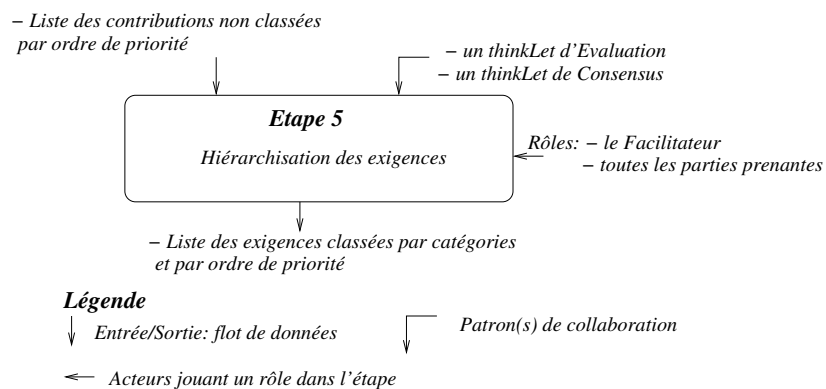 − Liste des contributions non classées
par ordre de priorité
− un thinkLet d'Evaluation
− un thinkLet de Consensus
Etape 5
Hiérarchisation des exigences
Rôles: − le Facilitateur
− toutes les parties prenantes
− Liste des exigences classées par catégories
et par ordre de priorité
Légende
Entrée/Sortie: flot de données
Patron(s) de collaboration
Acteurs jouant un rôle dans l'étape